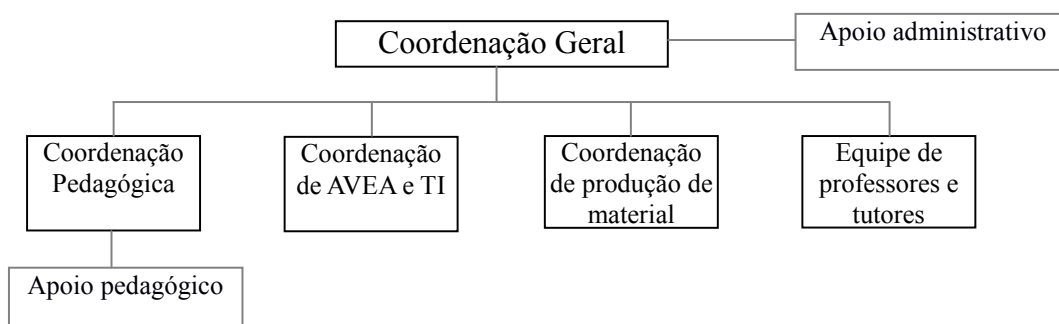 Coordenação Geral
Apoio administrativo
Coordenação
Pedagógica
Coordenação
de AVEA e TI
Coordenação
de produção de
material
Equipe de
professores e
tutores
Apoio pedagógico